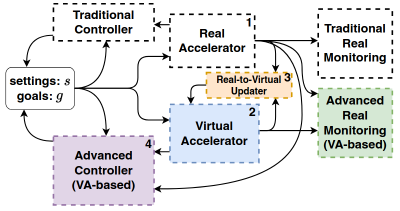 Traditional
Controller
1
Real
Accelerator
Traditional
Real
Monitoring
settings: s
goals: g
Real-to-Virtual
Updater
3
2
Virtual
Accelerator
Advanced
Real
Monitoring
(VA-based)
4
Advanced
Controller
(VA-based)